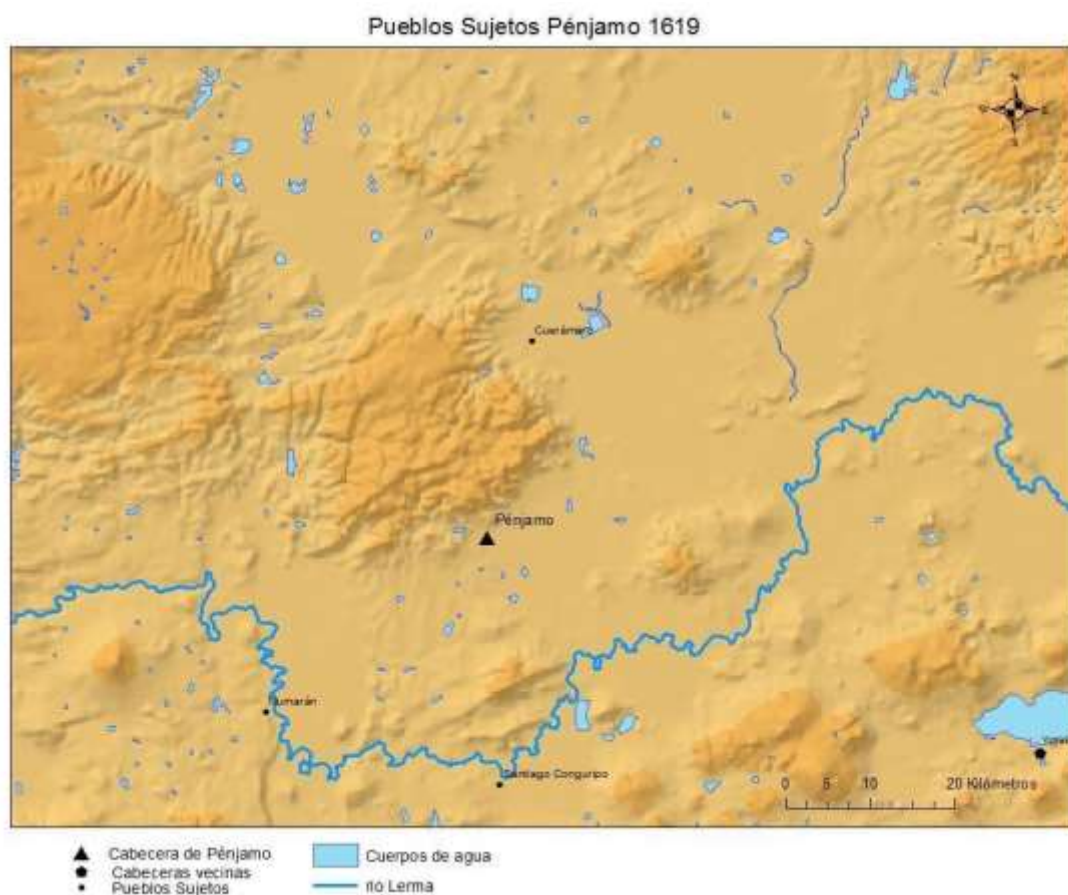 Pueblos Sujetos Pénjamo 1619
Cuerámaro
Pénjamo
Numarán
Santiago Conguripo
0 5 10 20 Kilómetros
Cabecera de Pénjamo
Cabeceras vecinas
Pueblos Sujetos
Cuerpos de agua
río Lerma